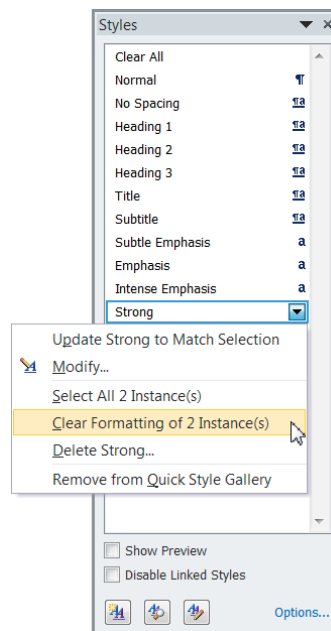 Styles
Clear All
Normal ¶
No Spacing ¶a
Heading 1 ¶a
Heading 2 ¶a
Heading 3 ¶a
Title ¶a
Subtitle ¶a
Subtle Emphasis a
Emphasis a
Intense Emphasis a
Strong
Update Strong to Match Selection
Modify...
Select All 2 Instance(s)
Clear Formatting of 2 Instance(s)
Delete Strong...
Remove from Quick Style Gallery
Show Preview
Disable Linked Styles
Options...